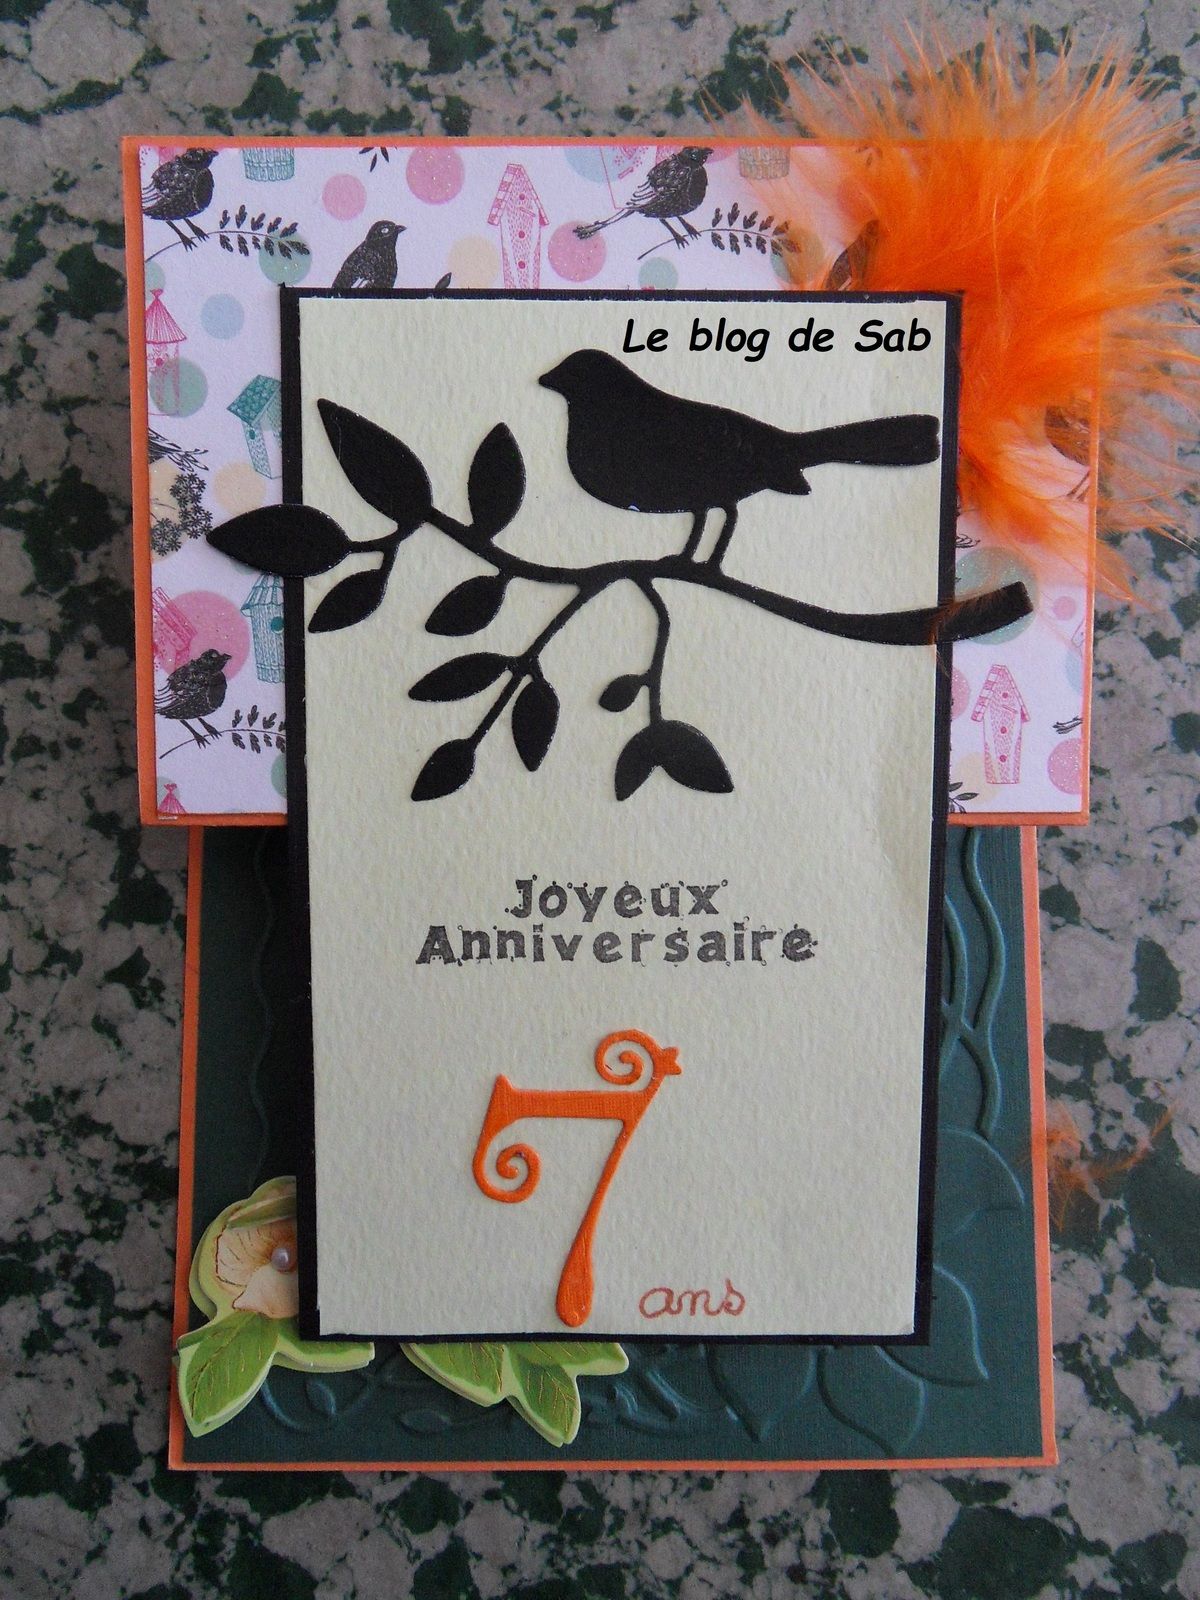 Le blog de Sab
Joyeux
Anniversaire
7
ans